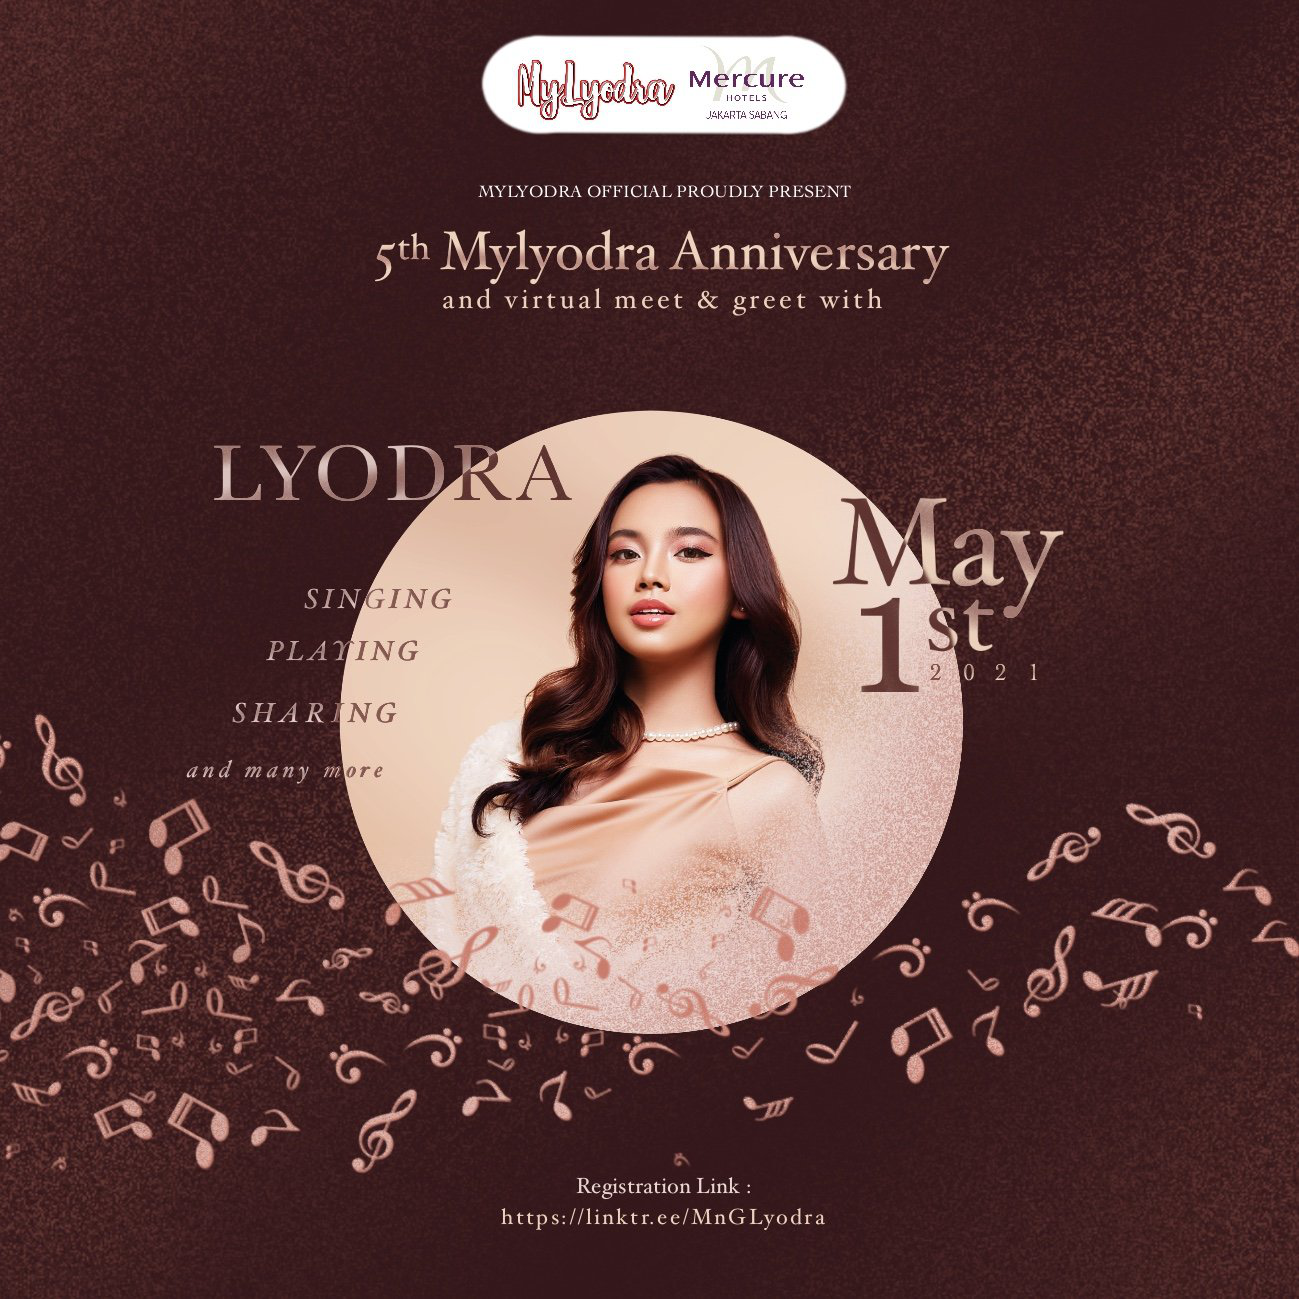 MyLyodra
Mercure
HOTELS
JAKARTA SABANG
MYLYODRA OFFICIAL PROUDLY PRESENT
5th Mylyodra Anniversary
and virtual meet & greet with
LYODRA
May
1st
2021
SINGING
PLAYING
SHARING
and many more
Registration Link :
https://linktr.ee/MnGLyodra